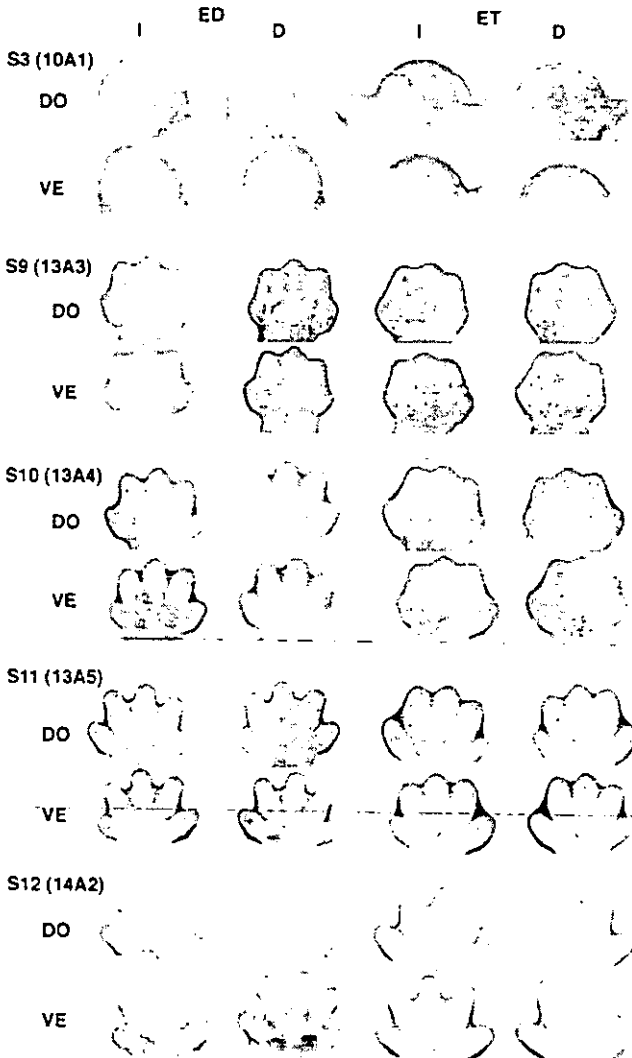 ED ET
I D I D
S3 (10A1)
DO
VE
S9 (13A3)
DO
VE
S10 (13A4)
DO
VE
S11 (13A5)
DO
VE
S12 (14A2)
DO
VE